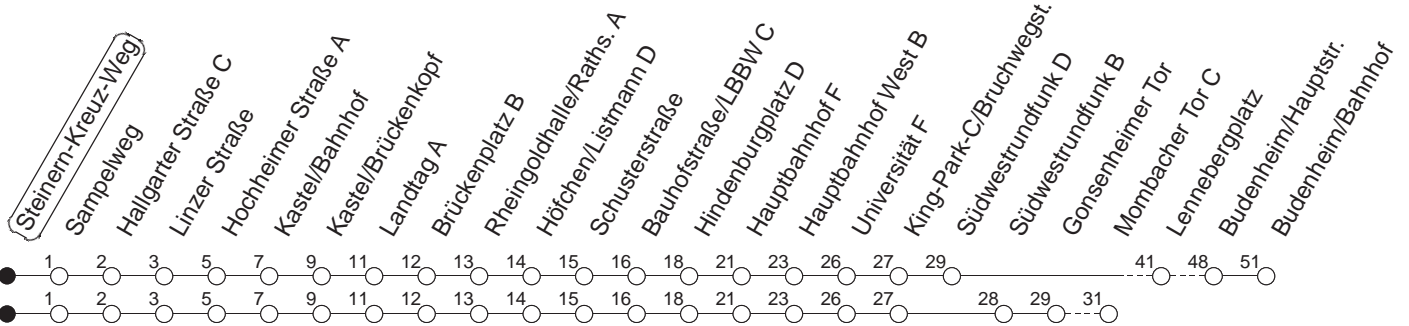 Steinern-Kreuz-Weg
Sampelweg
Hallgarter Straße C
Linzer Straße
Hochheimer Straße A
Kastel/Bahnhof
Kastel/Brückenkopf
Landtag A
Brückenplatz B
Rheingoldhalle/Raths. A
Höfchen/Listmann D
Schusterstraße
Bauhofstraße/LBBW C
Hindenburgplatz D
Hauptbahnhof F
Hauptbahnhof West B
Universität F
King-Park-C/Bruchwegst.
Südwestrundfunk D
Südwestrundfunk B
Gonsenheimer Tor
Mombacher Tor C
Lennebergplatz
Budenheim/Hauptstr.
Budenheim/Bahnhof
1 2 3 5 7 9 11 12 13 14 15 16 18 21 23 26 27 29 41 48 51
1 2 3 5 7 9 11 12 13 14 15 16 18 21 23 26 27 28 29 31